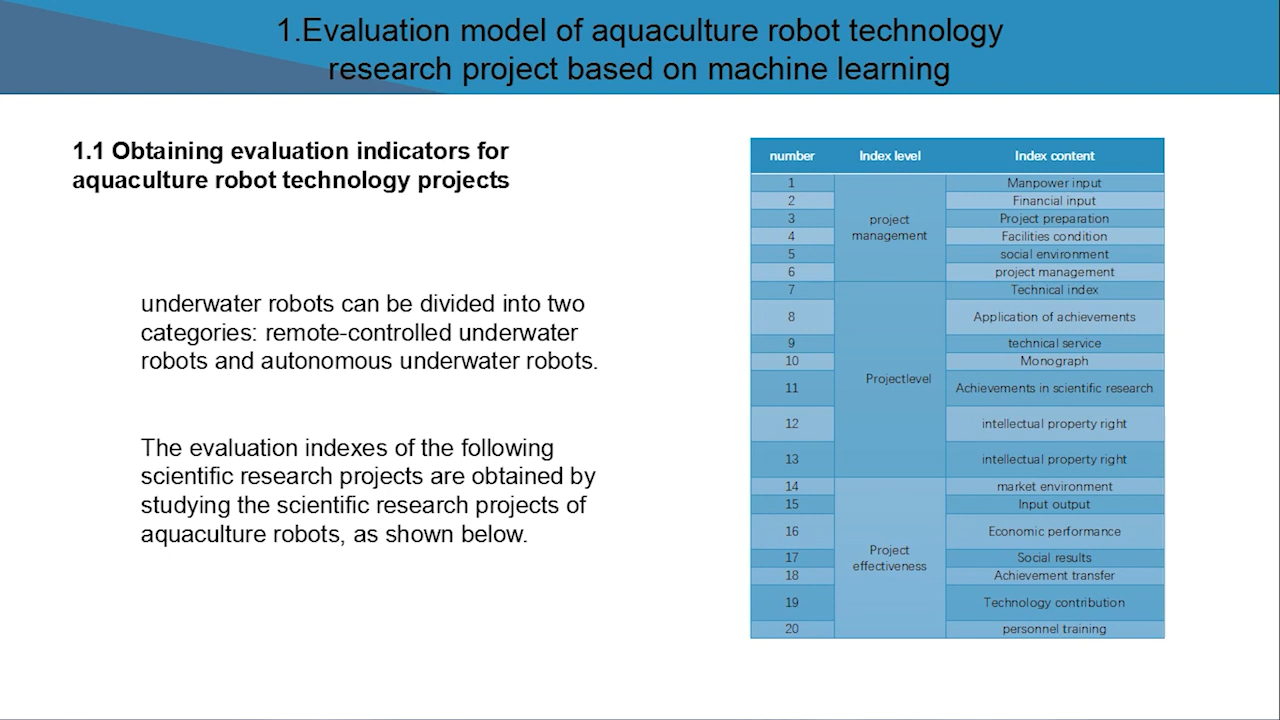 1.Evaluation model of aquaculture robot technology
research project based on machine learning
1.1 Obtaining evaluation indicators for
aquaculture robot technology projects
underwater robots can be divided into two
categories: remote-controlled underwater
robots and autonomous underwater robots.
The evaluation indexes of the following
scientific research projects are obtained by
studying the scientific research projects of
aquaculture robots, as shown below.
number Index level Index content
1 Manpower input
2 Financial input
3 Project preparation
project
management
4 Facilities condition
5 social environment
6 project management
7 Technical index
8 Application of achievements
9 technical service
10 Monograph
Projectlevel
11 Achievements in scientific research
12 intellectual property right
13 intellectual property right
14 market environment
15 Input output
16 Economic performance
Project
effectiveness
17 Social results
18 Achievement transfer
19 Technology contribution
20 personnel training